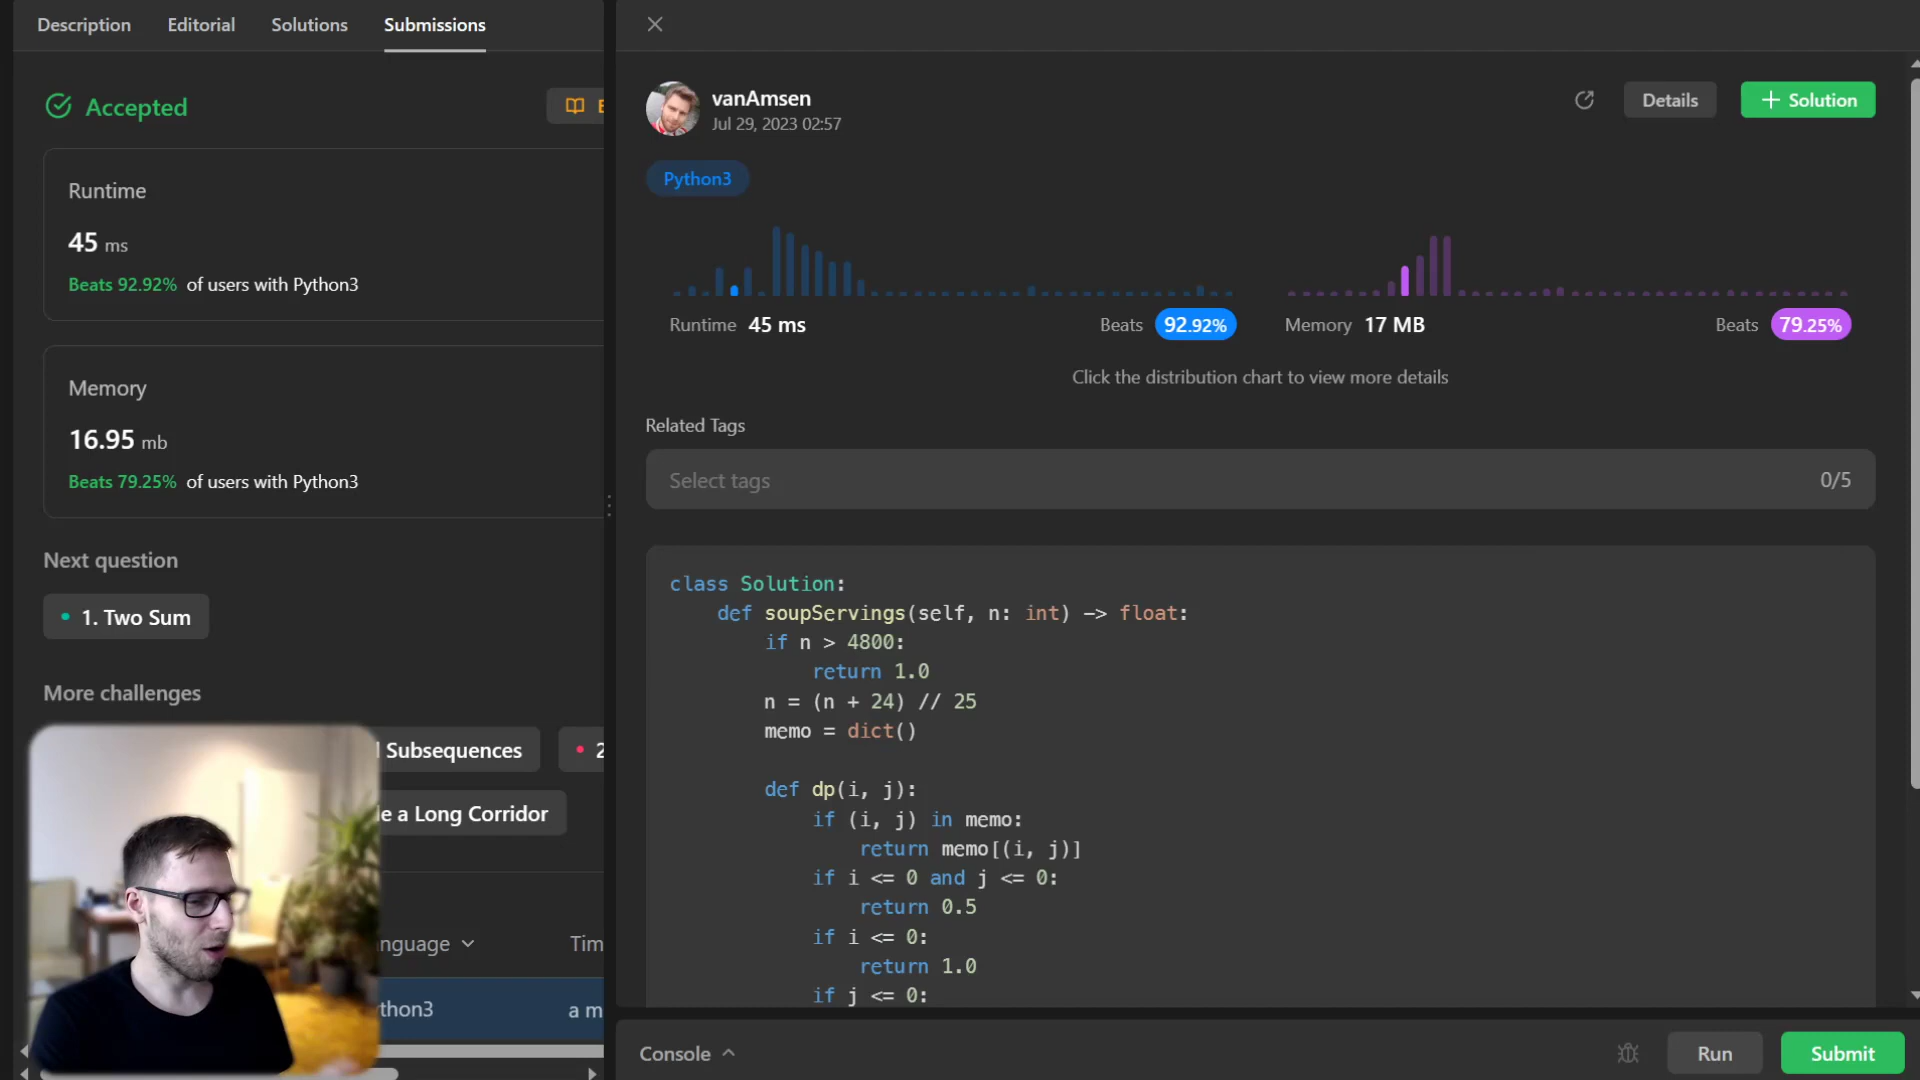 Description Editorial Solutions Submissions
Accepted
Runtime
45 ms
Beats 92.92% of users with Python3
Memory
16.95 mb
Beats 79.25% of users with Python3
Next question
1. Two Sum
More challenges
Subsequences 2
a Long Corridor
Tim
a m
vanAmsen
Jul 29, 2023 02:57
Details + Solution
Python3
Runtime 45 ms Beats 92.92% Memory 17 MB Beats 79.25%
Click the distribution chart to view more details
Related Tags
Select tags 0/5
class Solution:
def soupServings(self, n: int) -> float:
if n > 4800:
return 1.0
n = (n + 24) // 25
memo = dict()
def dp(i, j):
if (i, j) in memo:
return memo[(i, j)]
if i <= 0 and j <= 0:
return 0.5
if i <= 0:
return 1.0
if j <= 0:
Console Run Submit